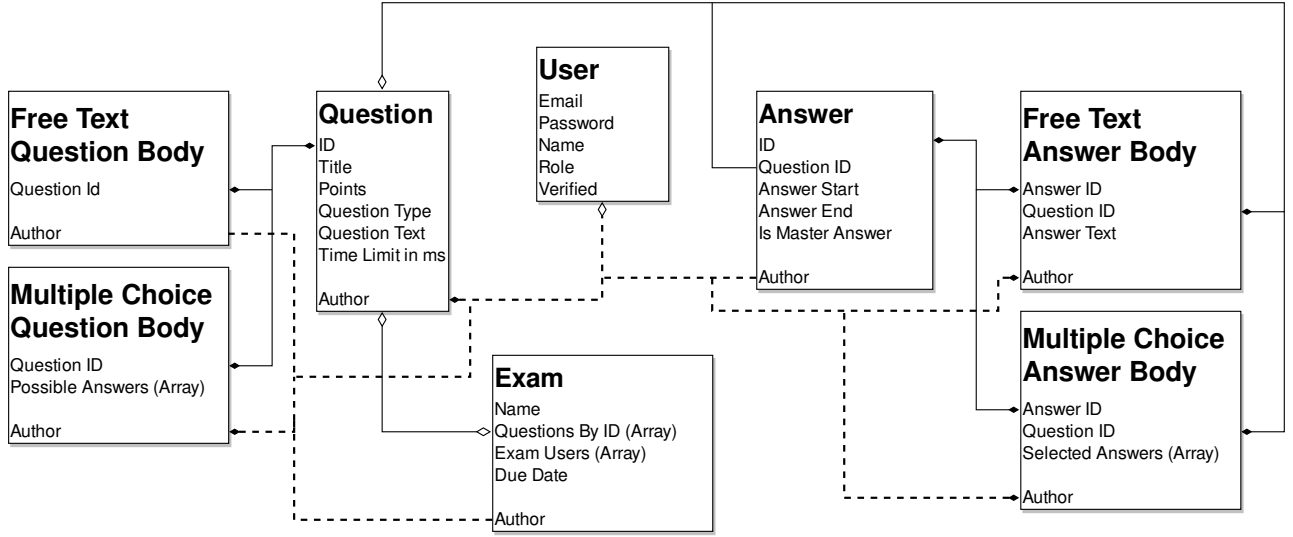 Free Text
Question Body
Question Id
Author
Multiple Choice
Question Body
Question ID
Possible Answers (Array)
Author
Question
ID
Title
Points
Question Type
Question Text
Time Limit in ms
Author
User
Email
Password
Name
Role
Verified
Exam
Name
Questions By ID (Array)
Exam Users (Array)
Due Date
Author
Answer
ID
Question ID
Answer Start
Answer End
Is Master Answer
Author
Free Text
Answer Body
Answer ID
Question ID
Answer Text
Author
Multiple Choice
Answer Body
Answer ID
Question ID
Selected Answers (Array)
Author